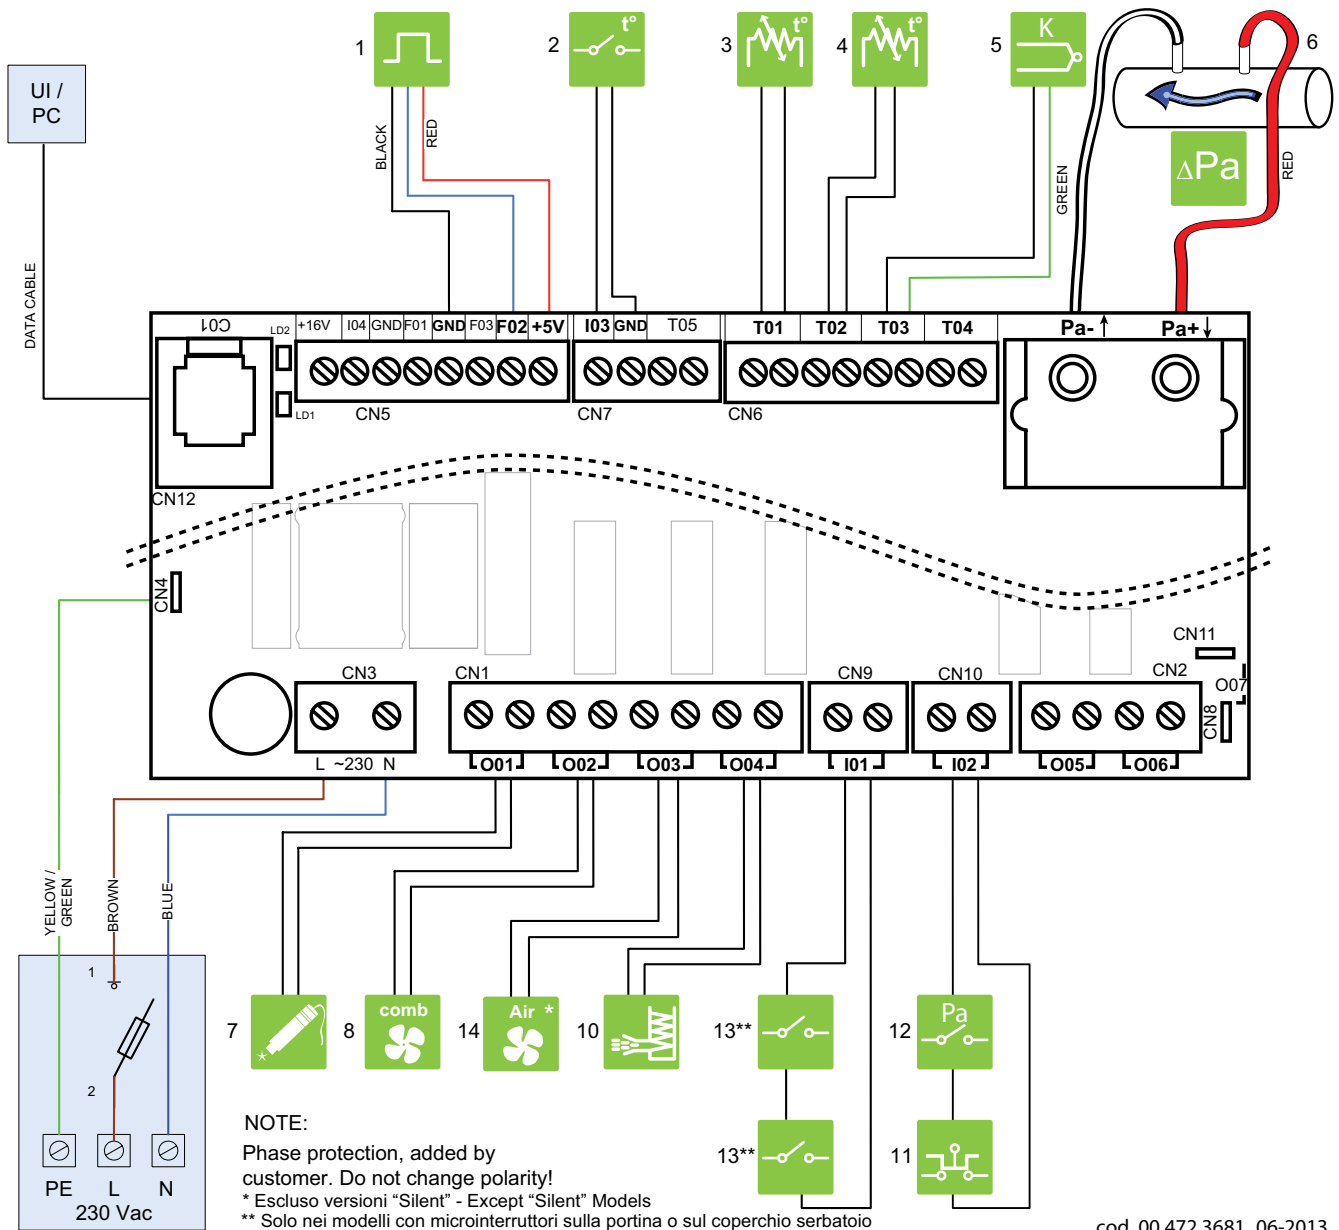 1
2 t°
3 t°
4 t°
5 K
6
UI /
PC
BLACK
RED
GREEN
ΔPa
RED
DATA CABLE
C01
LD2
+16V I04 GND F01 GND F03 F02 +5V
I03 GND T05
T01 T02 T03 T04
Pa- Pa+
LD1
CN5
CN7
CN6
CN12
CN4
CN11
CN3
CN1
CN9
CN10
CN2
O07
CN8
L ~230 N
O01 O02 O03 O04
I01
I02
O05 O06
YELLOW /
GREEN
BROWN
BLUE
1
2
PE L N
230 Vac
7
8 comb
14 Air *
10
13**
12 Pa
13**
11
NOTE:
Phase protection, added by
customer. Do not change polarity!
* Escluso versioni “Silent” - Except “Silent” Models
** Solo nei modelli con microinterruttori sulla portina o sul coperchio serbatoio
cod. 00 472 3681_06-2013